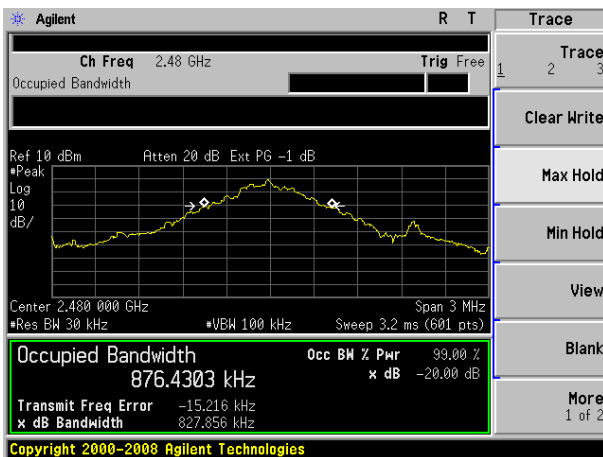 Agilent
R T
Trace
Ch Freq 2.48 GHz
Trig Free
Occupied Bandwidth
Trace
1 2 3
Clear Write
Max Hold
Min Hold
View
Blank
More
1 of 2
Ref 10 dBm Atten 20 dB Ext PG -1 dB
#Peak
Log
10
dB/
Center 2.480 000 GHz Span 3 MHz
#Res BW 30 kHz #VBW 100 kHz Sweep 3.2 ms (601 pts)
Occupied Bandwidth
876.4303 kHz
Occ BW % Pwr 99.00 %
x dB -20.00 dB
Transmit Freq Error -15.216 kHz
x dB Bandwidth 827.856 kHz
Copyright 2000-2008 Agilent Technologies